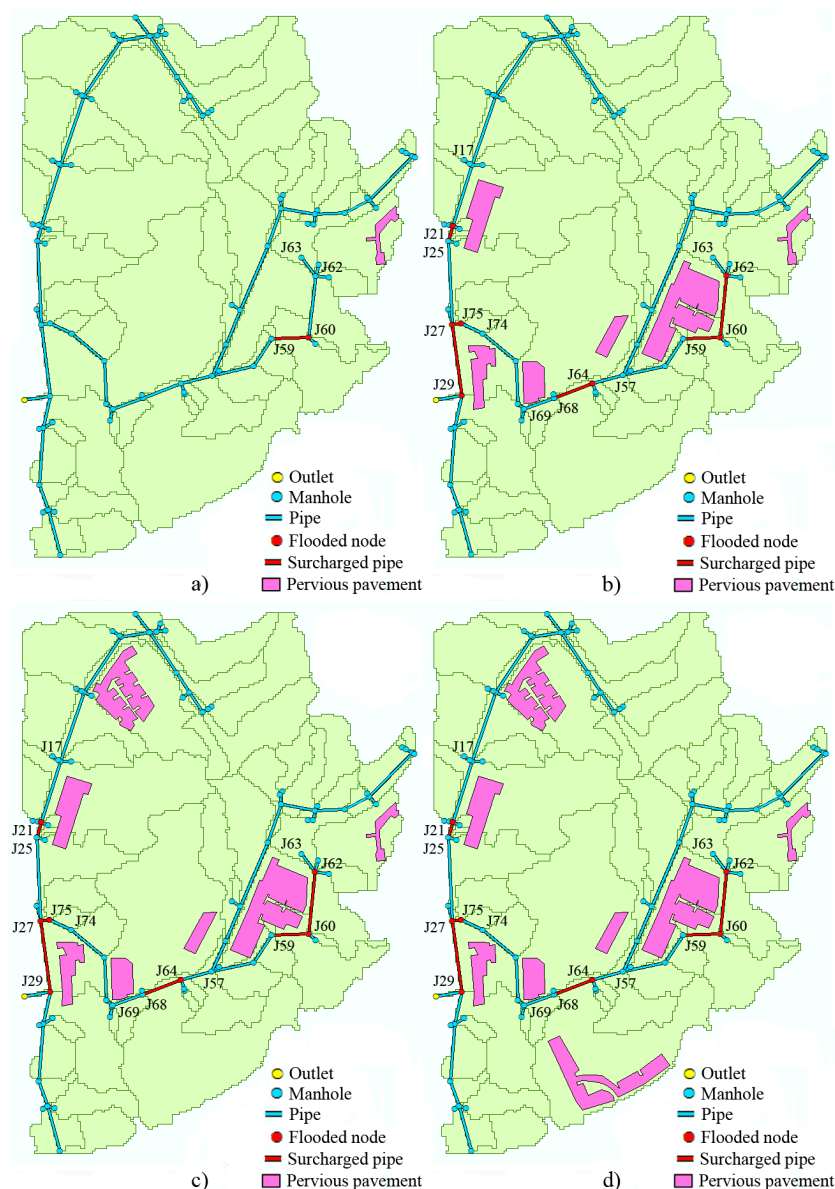 J63
J62
J59
J60
Outlet
Manhole
Pipe
Flooded node
Surcharged pipe
Pervious pavement
a)
J17
J21
J25
J63
J62
J75
J27
J74
J60
J59
J29
J64
J57
J68
J69
Outlet
Manhole
Pipe
Flooded node
Surcharged pipe
Pervious pavement
b)
J17
J21
J25
J63
J62
J75
J27
J74
J60
J59
J29
J64
J57
J68
J69
Outlet
Manhole
Pipe
Flooded node
Surcharged pipe
Pervious pavement
c)
J17
J21
J25
J63
J62
J75
J27
J74
J60
J59
J29
J64
J57
J68
J69
Outlet
Manhole
Pipe
Flooded node
Surcharged pipe
Pervious pavement
d)